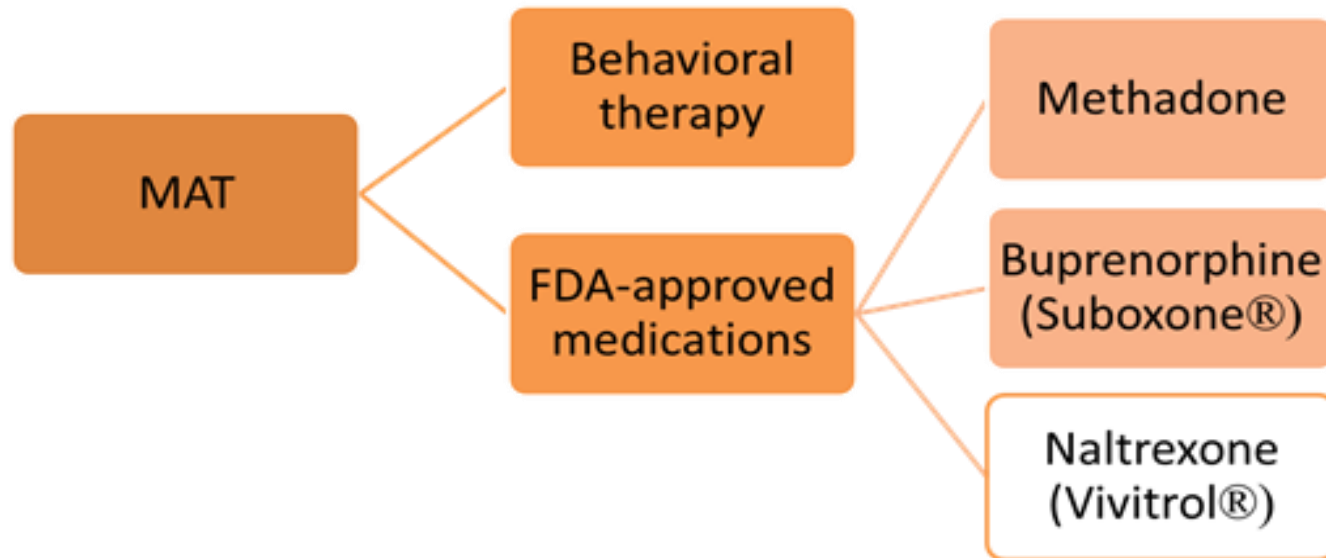 MAT
Behavioral
therapy
FDA-approved
medications
Methadone
Buprenorphine
(Suboxone®)
Naltrexone
(Vivitrol®)